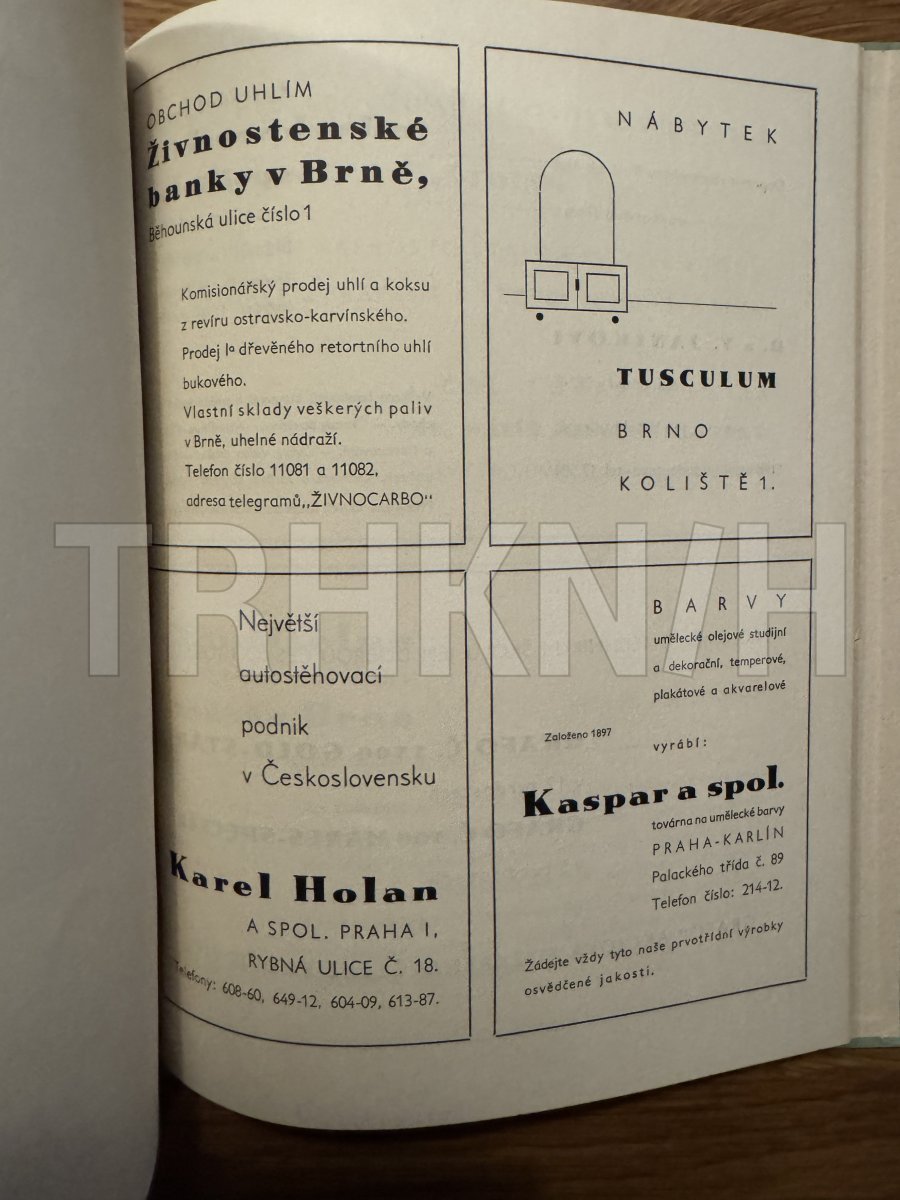 OBCHOD UHLÍM
Živnostenské
banky v Brně,
Běhounská ulice číslo 1
Komisionářský prodej uhlí a koksu
z revíru ostravsko-karvínského.
Prodej Iª dřevěného retortního uhlí
bukového.
Vlastní sklady veškerých paliv
v Brně, uhelné nádraží.
Telefon číslo 11081 a 11082,
adresa telegramů „ŽIVNOCARBO“
NÁBYTEK
TUSCULUM
BRNO
KOLIŠTĚ 1.
Největší
autostěhovací
podnik
v Československu
Karel Holan
A SPOL. PRAHA I,
RYBNÁ ULICE Č. 18.
Telefony: 608-60, 649-12, 604-09, 613-87.
BARVY
umělecké olejové studijní
a dekorační, temperové,
plakátové a akvarelové
Založeno 1897
vyrábí:
Kaspar a spol.
továrna na umělecké barvy
PRAHA-KARLÍN
Palackého třída č. 89
Telefon číslo: 214-12.
Žádejte vždy tyto naše prvotřídní výrobky
osvědčené jakosti.
TRHKNIH